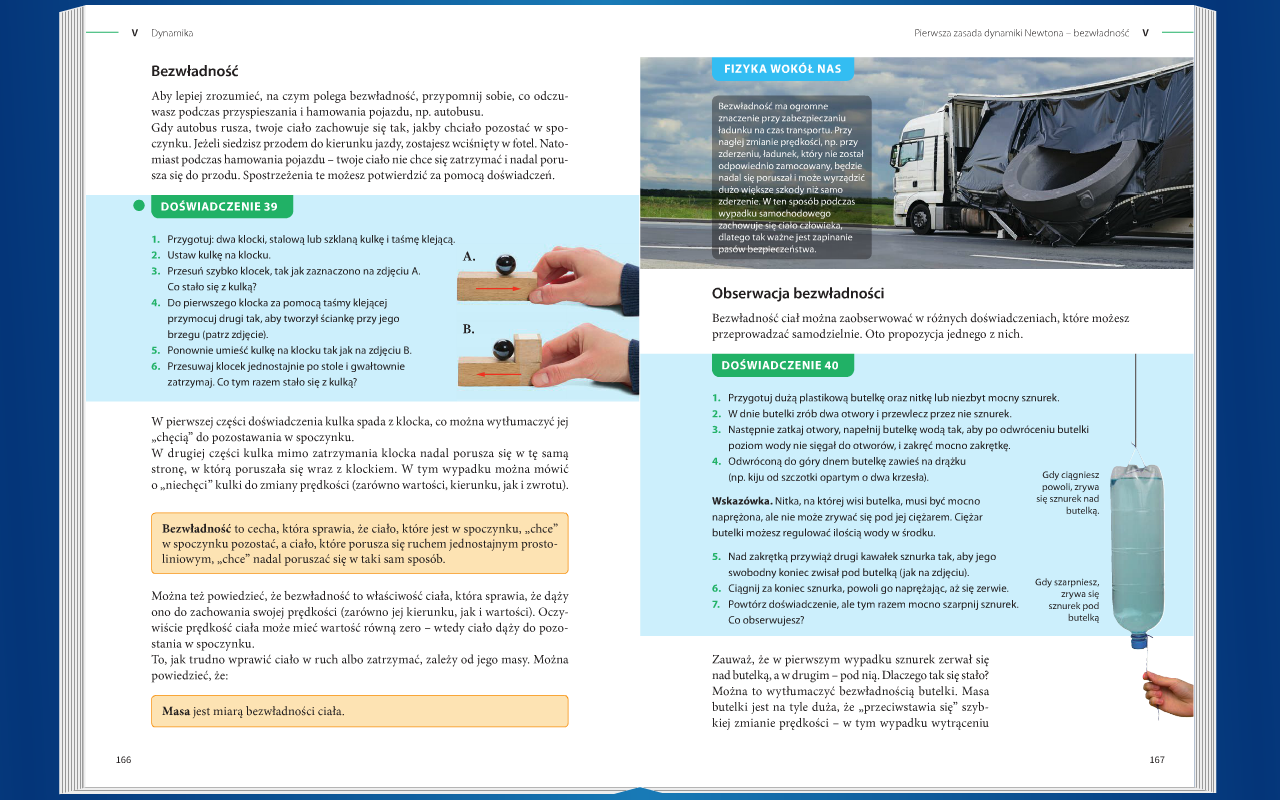 V Dynamika
Bezwładność
Aby lepiej zrozumieć, na czym polega bezwładność, przypomnij sobie, co odczu-
wasz podczas przyspieszania i hamowania pojazdu, np. autobusu.
Gdy autobus rusza, twoje ciało zachowuje się tak, jakby chciało pozostać w spo-
czynku. Jeżeli siedzisz przodem do kierunku jazdy, zostajesz wciśnięty w fotel. Nato-
miast podczas hamowania pojazdu – twoje ciało nie chce się zatrzymać i nadal poru-
sza się do przodu. Spostrzeżenia te możesz potwierdzić za pomocą doświadczeń.
DOŚWIADCZENIE 39
1. Przygotuj: dwa klocki, stalową lub szklaną kulkę i taśmę klejącą.
2. Ustaw kulkę na klocku.
3. Przesuń szybko klocek, tak jak zaznaczono na zdjęciu A.
Co stało się z kulką?
4. Do pierwszego klocka za pomocą taśmy klejącej
przymocuj drugi tak, aby tworzył ściankę przy jego
brzegu (patrz zdjęcie).
5. Ponownie umieść kulkę na klocku tak jak na zdjęciu B.
6. Przesuwaj klocek jednostajnie po stole i gwałtownie
zatrzymaj. Co tym razem stało się z kulką?
A.
B.
W pierwszej części doświadczenia kulka spada z klocka, co można wytłumaczyć jej
„chęcią” do pozostawania w spoczynku.
W drugiej części kulka mimo zatrzymania klocka nadal porusza się w tę samą
stronę, w którą poruszała się wraz z klockiem. W tym wypadku można mówić
o „niechęci” kulki do zmiany prędkości (zarówno wartości, kierunku, jak i zwrotu).
Bezwładność to cecha, która sprawia, że ciało, które jest w spoczynku, „chce”
w spoczynku pozostać, a ciało, które porusza się ruchem jednostajnym prosto-
liniowym, „chce” nadal poruszać się w taki sam sposób.
Można też powiedzieć, że bezwładność to właściwość ciała, która sprawia, że dąży
ono do zachowania swojej prędkości (zarówno jej kierunku, jak i wartości). Oczy-
wiście prędkość ciała może mieć wartość równą zero – wtedy ciało dąży do pozo-
stania w spoczynku.
To, jak trudno wprawić ciało w ruch albo zatrzymać, zależy od jego masy. Można
powiedzieć, że:
Masa jest miarą bezwładności ciała.
166
Pierwsza zasada dynamiki Newtona – bezwładność V
FIZYKA WOKÓŁ NAS
Bezwładność ma ogromne
znaczenie przy zabezpieczaniu
ładunku na czas transportu. Przy
nagłej zmianie prędkości, np. przy
zderzeniu, ładunek, który nie został
odpowiednio zamocowany, będzie
nadal się poruszał i może wyrządzić
dużo większe szkody niż samo
zderzenie. W ten sposób podczas
wypadku samochodowego
zachowuje się ciało człowieka,
dlatego tak ważne jest zapinanie
pasów bezpieczeństwa.
Obserwacja bezwładności
Bezwładność ciał można zaobserwować w różnych doświadczeniach, które możesz
przeprowadzać samodzielnie. Oto propozycja jednego z nich.
DOŚWIADCZENIE 40
1. Przygotuj dużą plastikową butelkę oraz nitkę lub niezbyt mocny sznurek.
2. W dnie butelki zrób dwa otwory i przewlecz przez nie sznurek.
3. Następnie zatkaj otwory, napełnij butelkę wodą tak, aby po odwróceniu butelki
poziom wody nie sięgał do otworów, i zakręć mocno zakrętkę.
4. Odwróconą do góry dnem butelkę zawieś na drążku
(np. kiju od szczotki opartym o dwa krzesła).
Wskazówka. Nitka, na której wisi butelka, musi być mocno
naprężona, ale nie może zrywać się pod jej ciężarem. Ciężar
butelki możesz regulować ilością wody w środku.
5. Nad zakrętką przywiąż drugi kawałek sznurka tak, aby jego
swobodny koniec zwisał pod butelką (jak na zdjęciu).
6. Ciągnij za koniec sznurka, powoli go naprężając, aż się zerwie.
7. Powtórz doświadczenie, ale tym razem mocno szarpnij sznurek.
Co obserwujesz?
Gdy ciągniesz
powoli, zrywa
się sznurek nad
butelką.
Gdy szarpniesz,
zrywa się
sznurek pod
butelką
Zauważ, że w pierwszym wypadku sznurek zerwał się
nad butelką, a w drugim – pod nią. Dlaczego tak się stało?
Można to wytłumaczyć bezwładnością butelki. Masa
butelki jest na tyle duża, że „przeciwstawia się” szyb-
kiej zmianie prędkości – w tym wypadku wytrąceniu
167